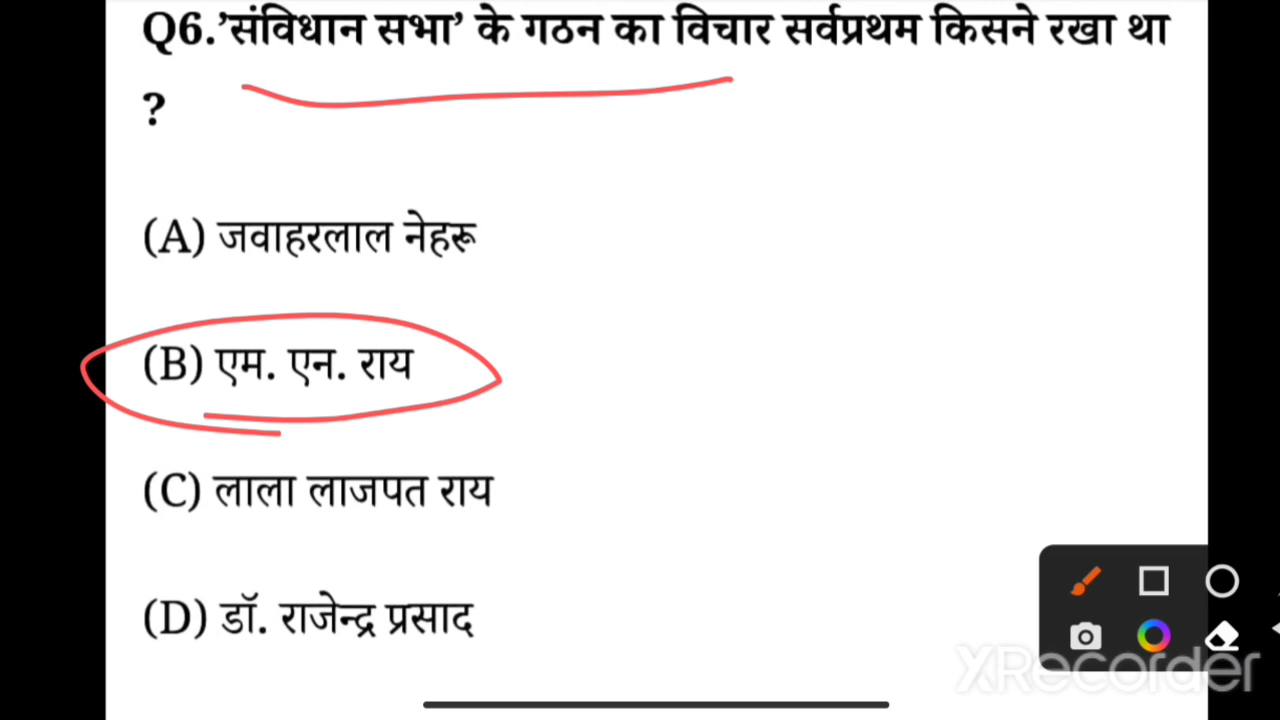 Q6.’संविधान सभा’ के गठन का विचार सर्वप्रथम किसने रखा था
?
(A) जवाहरलाल नेहरू
(B) एम. एन. राय
(C) लाला लाजपत राय
(D) डॉ. राजेन्द्र प्रसाद
XRecorder